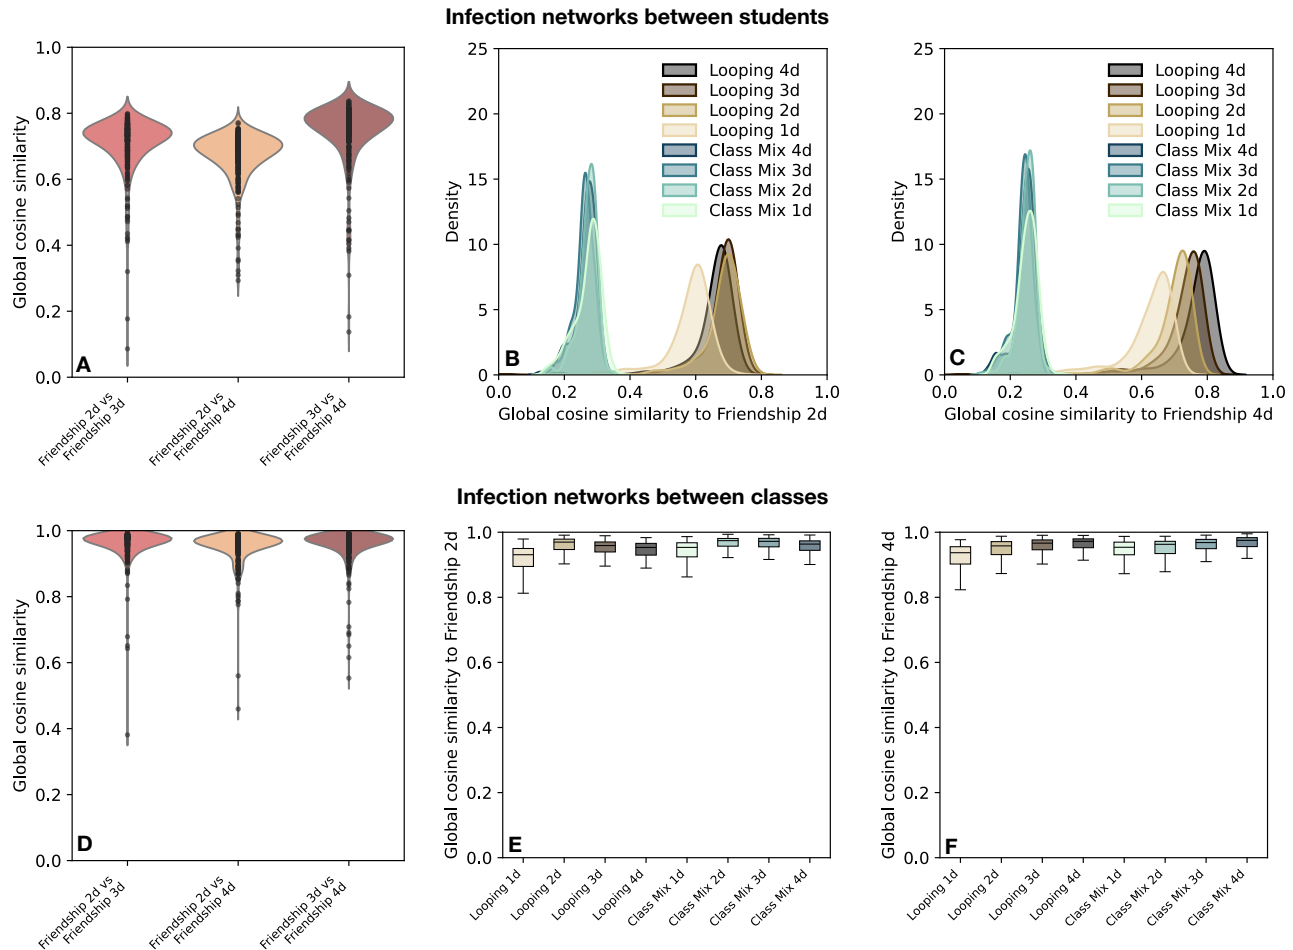 Infection networks between students
Global cosine similarity
1.0
0.8
0.6
0.4
0.2
0.0
A
Friendship 2d vs
Friendship 3d
Friendship 2d vs
Friendship 4d
Friendship 3d vs
Friendship 4d
Density
25
20
15
10
5
0
Looping 4d
Looping 3d
Looping 2d
Looping 1d
Class Mix 4d
Class Mix 3d
Class Mix 2d
Class Mix 1d
B
0.0
0.2
0.4
0.6
0.8
1.0
Global cosine similarity to Friendship 2d
Density
25
20
15
10
5
0
Looping 4d
Looping 3d
Looping 2d
Looping 1d
Class Mix 4d
Class Mix 3d
Class Mix 2d
Class Mix 1d
C
0.0
0.2
0.4
0.6
0.8
1.0
Global cosine similarity to Friendship 4d
Infection networks between classes
Global cosine similarity
1.0
0.8
0.6
0.4
0.2
0.0
D
Friendship 2d vs
Friendship 3d
Friendship 2d vs
Friendship 4d
Friendship 3d vs
Friendship 4d
Global cosine similarity to Friendship 2d
1.0
0.8
0.6
0.4
0.2
0.0
E
Looping 1d
Looping 2d
Looping 3d
Looping 4d
Class Mix 1d
Class Mix 2d
Class Mix 3d
Class Mix 4d
Global cosine similarity to Friendship 4d
1.0
0.8
0.6
0.4
0.2
0.0
F
Looping 1d
Looping 2d
Looping 3d
Looping 4d
Class Mix 1d
Class Mix 2d
Class Mix 3d
Class Mix 4d